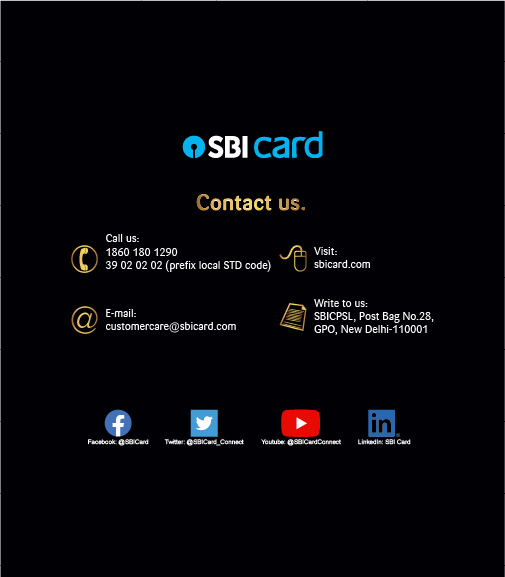 SBI card
Contact us.
Call us:
1860 180 1290
39 02 02 02 (prefix local STD code)
Visit:
sbicard.com
E-mail:
customercare@sbicard.com
Write to us:
SBICPSL, Post Bag No.28,
GPO, New Delhi-110001
Facebook: @SBICard
Twitter: @SBICard_Connect
Youtube: @SBICardConnect
in
LinkedIn: SBI Card